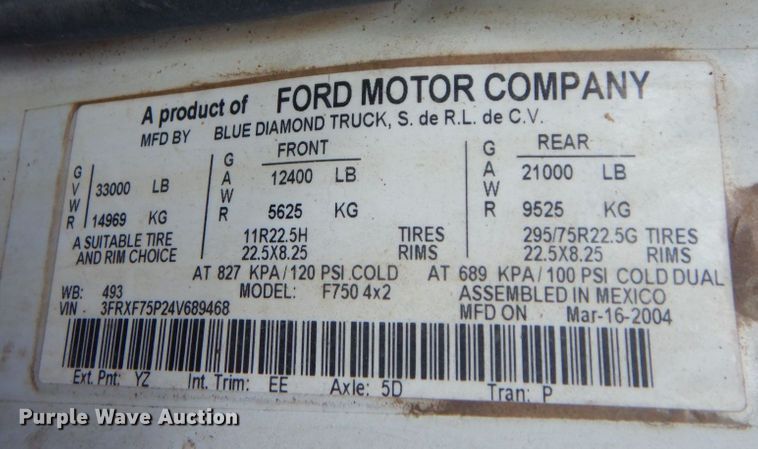 A product of FORD MOTOR COMPANY
MFD BY BLUE DIAMOND TRUCK, S. de R.L. de C.V.
FRONT REAR
GVWR 33000 LB GAWR 12400 LB GAWR 21000 LB
14969 KG 5625 KG 9525 KG
A SUITABLE TIRE 11R22.5H TIRES 295/75R22.5G TIRES
AND RIM CHOICE 22.5X8.25 RIMS 22.5X8.25 RIMS
AT 827 KPA/120 PSI COLD AT 689 KPA/100 PSI COLD DUAL
WB: 493 MODEL: F750 4x2 ASSEMBLED IN MEXICO
VIN 3FRXF75P24V689468 MFD ON Mar-16-2004
Ext. Pnt: YZ Int. Trim: EE Axle: 5D Tran: P
Purple Wave Auction